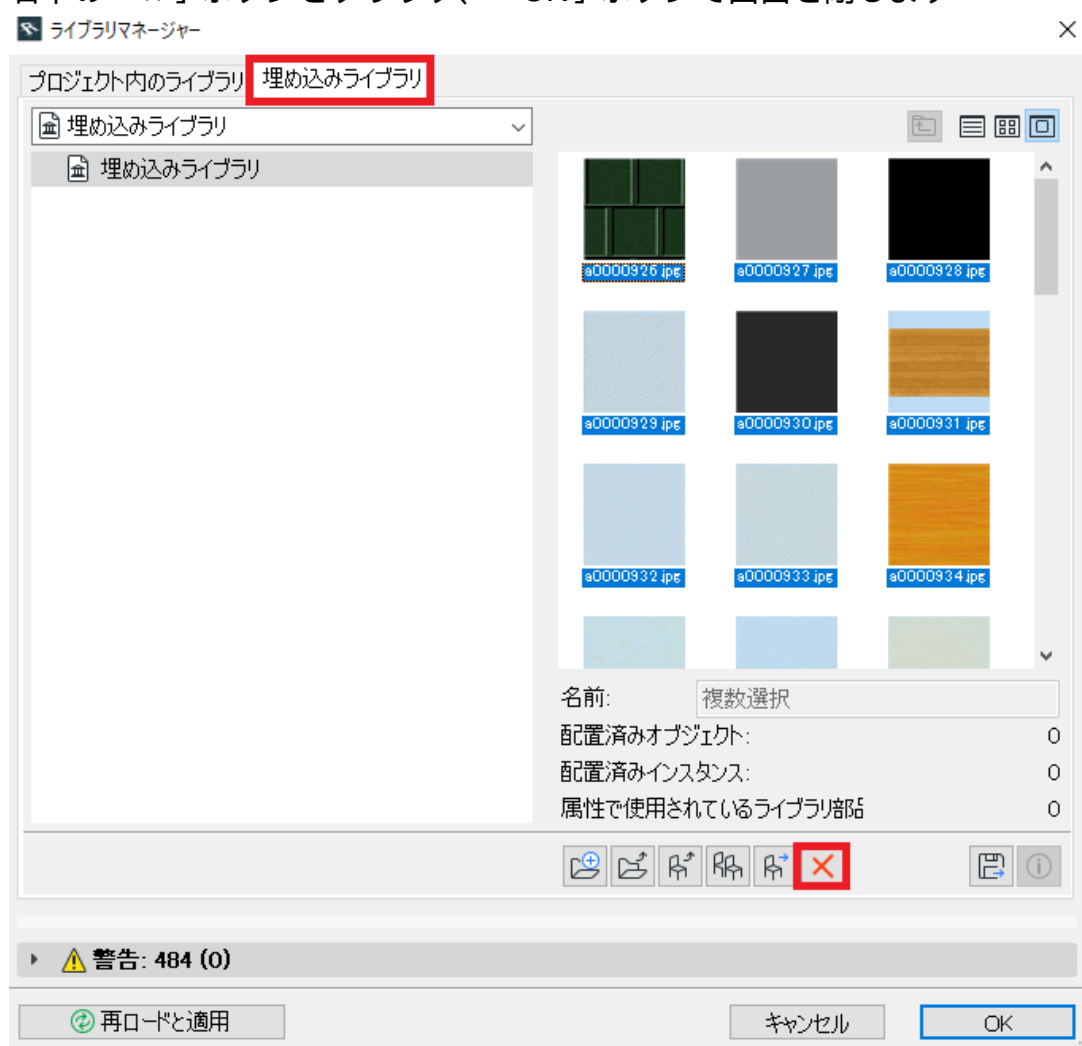 ライブラリマネージャー
プロジェクト内のライブラリ 埋め込みライブラリ
埋め込みライブラリ
埋め込みライブラリ
a0000926.jpg a0000927.jpg a0000928.jpg
a0000929.jpg a0000930.jpg a0000931.jpg
a0000932.jpg a0000933.jpg a0000934.jpg
名前: 複数選択
配置済みオブジェクト: 0
配置済みインスタンス: 0
属性で使用されているライブラリ部品 0
警告: 484 (0)
再ロードと適用 キャンセル OK